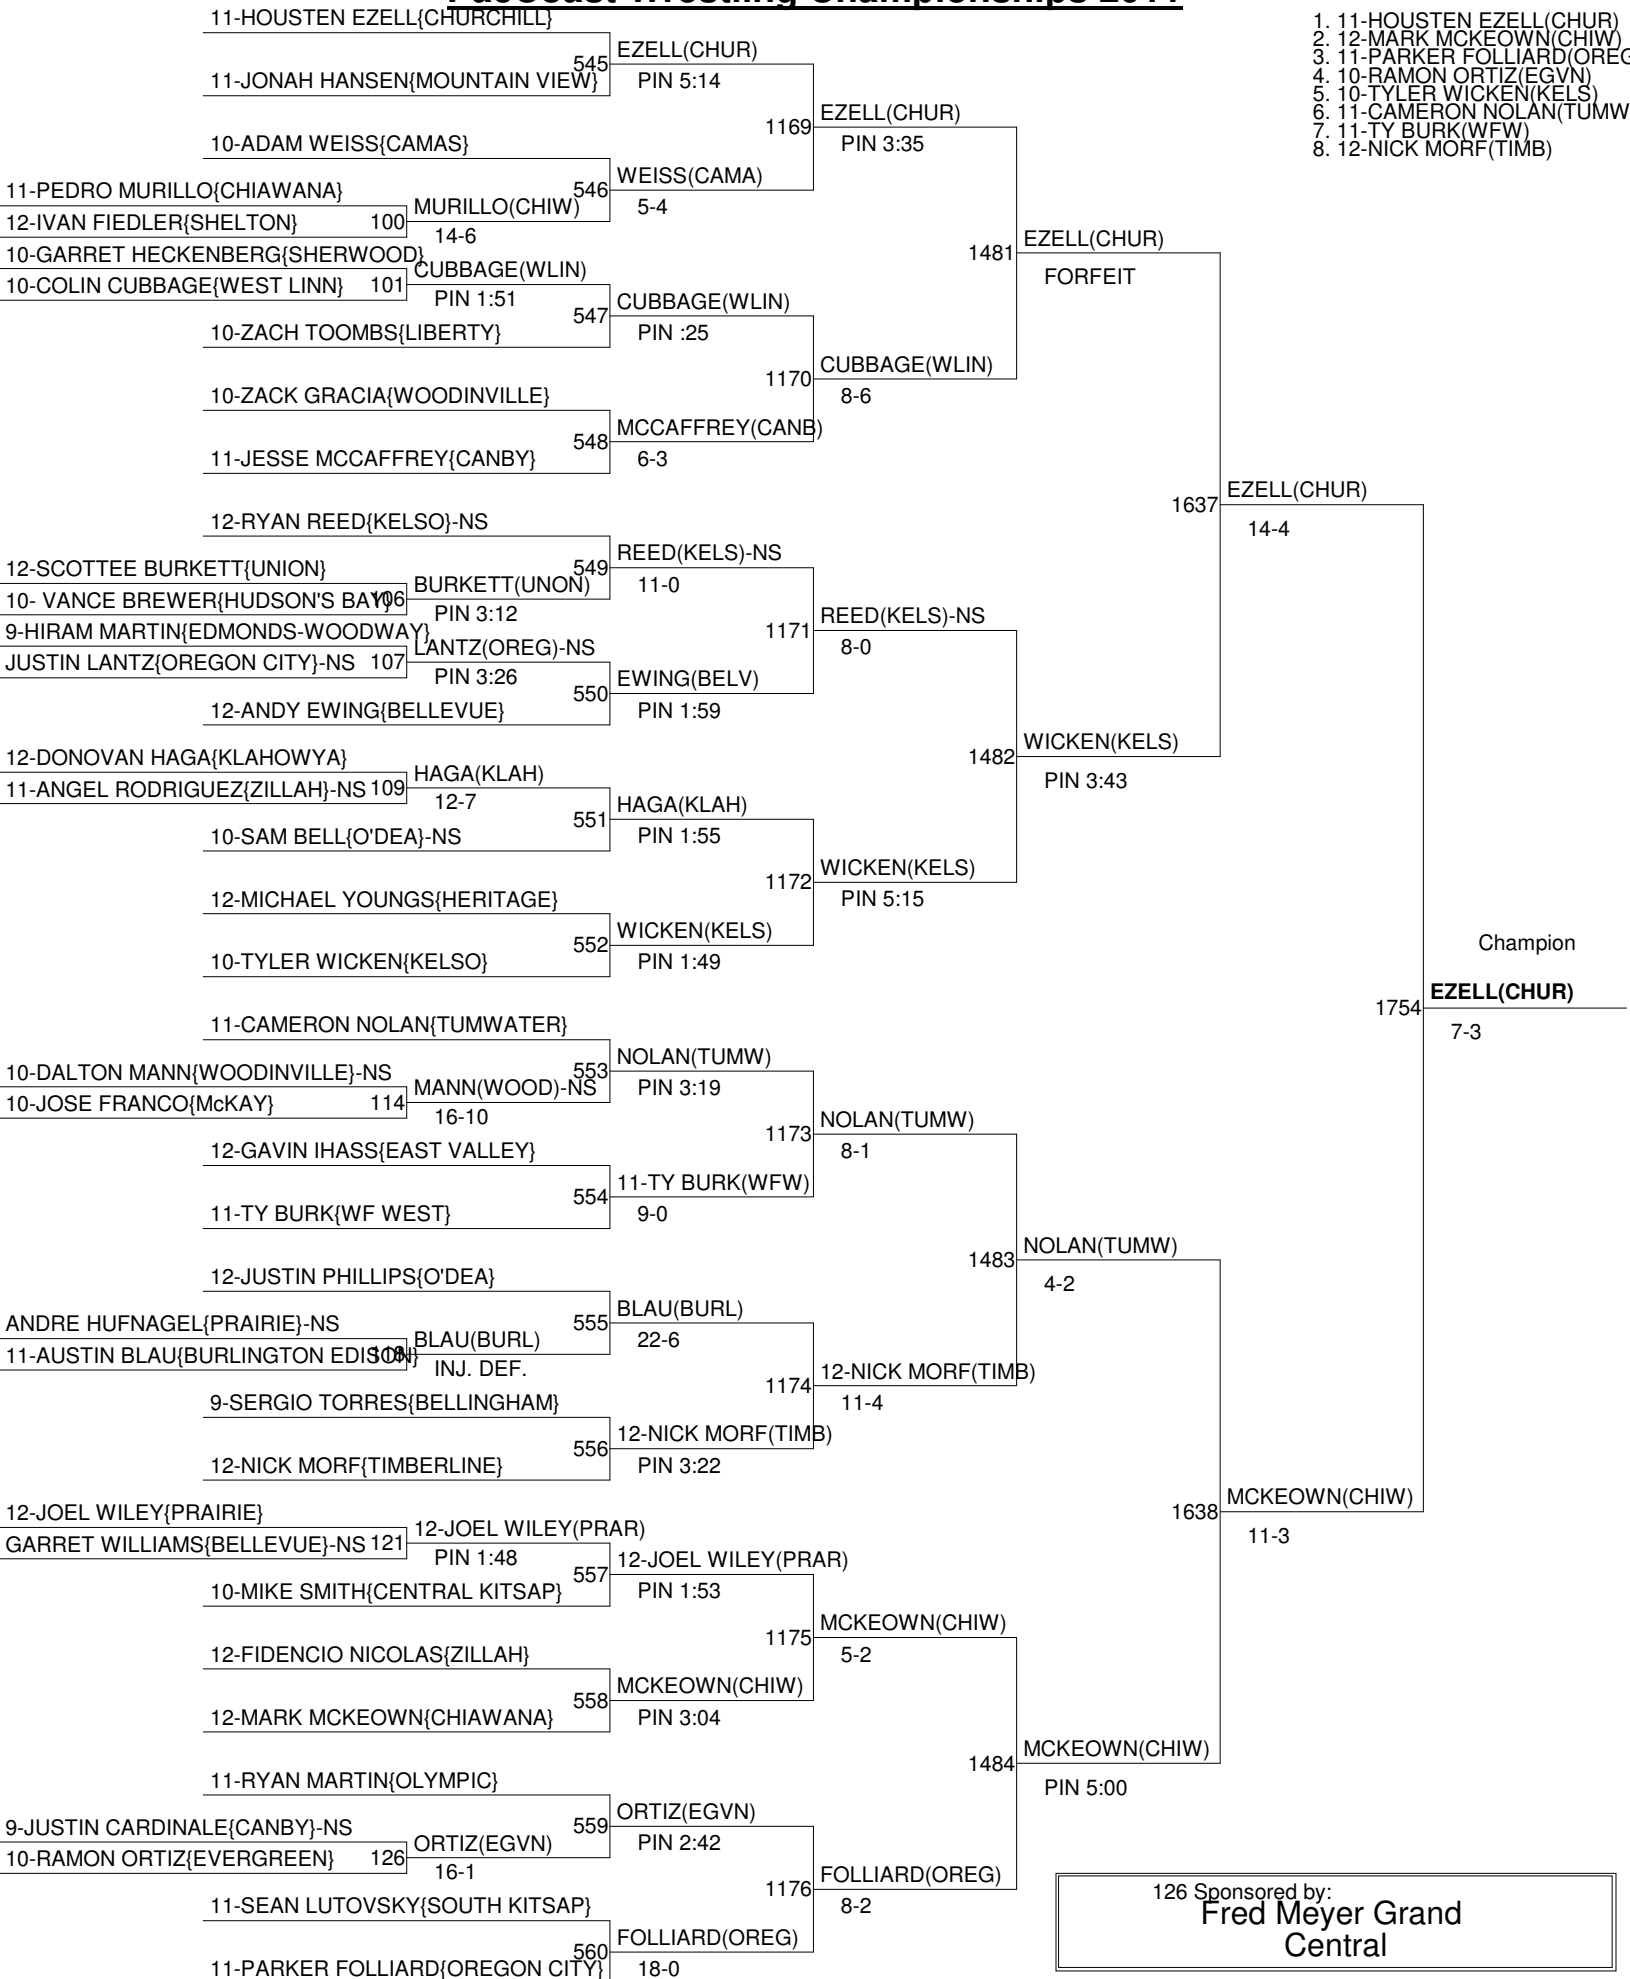 PacCoast Wrestling Championships 2011
1. 11-HOUSTEN EZELL(CHUR)
2. 12-MARK MCKEOWN(CHIW)
3. 11-PARKER FOLLIARD(OREG
4. 10-RAMON ORTIZ(EGVN)
5. 10-TYLER WICKEN(KELS)
6. 11-CAMERON NOLAN(TUMW
7. 11-TY BURK(WFW)
8. 12-NICK MORF(TIMB)
11-HOUSTEN EZELL{CHURCHILL}
545
EZELL(CHUR)
11-JONAH HANSEN{MOUNTAIN VIEW}
PIN 5:14
1169
EZELL(CHUR)
PIN 3:35
10-ADAM WEISS{CAMAS}
546
WEISS(CAMA)
5-4
11-PEDRO MURILLO{CHIAWANA}
12-IVAN FIEDLER{SHELTON}
100
MURILLO(CHIW)
14-6
1481
EZELL(CHUR)
FORFEIT
10-GARRET HECKENBERG{SHERWOOD}
10-COLIN CUBBAGE{WEST LINN}
101
CUBBAGE(WLIN)
PIN 1:51
547
CUBBAGE(WLIN)
PIN :25
10-ZACH TOOMBS{LIBERTY}
1170
CUBBAGE(WLIN)
8-6
10-ZACK GRACIA{WOODINVILLE}
548
MCCAFFREY(CANB)
6-3
11-JESSE MCCAFFREY{CANBY}
1637
EZELL(CHUR)
14-4
12-RYAN REED{KELSO}-NS
549
REED(KELS)-NS
11-0
12-SCOTTEE BURKETT{UNION}
10- VANCE BREWER{HUDSON'S BAY}
106
BURKETT(UNON)
PIN 3:12
1171
REED(KELS)-NS
8-0
9-HIRAM MARTIN{EDMONDS-WOODWAY}
JUSTIN LANTZ{OREGON CITY}-NS
107
LANTZ(OREG)-NS
PIN 3:26
550
EWING(BELV)
PIN 1:59
12-ANDY EWING{BELLEVUE}
1482
WICKEN(KELS)
PIN 3:43
12-DONOVAN HAGA{KLAHOWYA}
11-ANGEL RODRIGUEZ{ZILLAH}-NS
109
HAGA(KLAH)
12-7
551
HAGA(KLAH)
PIN 1:55
10-SAM BELL{O'DEA}-NS
1172
WICKEN(KELS)
PIN 5:15
12-MICHAEL YOUNGS{HERITAGE}
552
WICKEN(KELS)
PIN 1:49
10-TYLER WICKEN{KELSO}
Champion
1754
EZELL(CHUR)
7-3
11-CAMERON NOLAN{TUMWATER}
553
NOLAN(TUMW)
PIN 3:19
10-DALTON MANN{WOODINVILLE}-NS
10-JOSE FRANCO{McKAY}
114
MANN(WOOD)-NS
16-10
1173
NOLAN(TUMW)
8-1
12-GAVIN IHASS{EAST VALLEY}
554
11-TY BURK(WFW)
9-0
11-TY BURK{WF WEST}
1483
NOLAN(TUMW)
4-2
12-JUSTIN PHILLIPS{O'DEA}
555
BLAU(BURL)
22-6
ANDRE HUFNAGEL{PRAIRIE}-NS
11-AUSTIN BLAU{BURLINGTON EDISON}
118
BLAU(BURL)
INJ. DEF.
1174
12-NICK MORF(TIMB)
11-4
9-SERGIO TORRES{BELLINGHAM}
556
12-NICK MORF(TIMB)
PIN 3:22
12-NICK MORF{TIMBERLINE}
1638
MCKEOWN(CHIW)
11-3
12-JOEL WILEY{PRAIRIE}
GARRET WILLIAMS{BELLEVUE}-NS
121
12-JOEL WILEY(PRAR)
PIN 1:48
557
12-JOEL WILEY(PRAR)
PIN 1:53
10-MIKE SMITH{CENTRAL KITSAP}
1175
MCKEOWN(CHIW)
5-2
12-FIDENCIO NICOLAS{ZILLAH}
558
MCKEOWN(CHIW)
PIN 3:04
12-MARK MCKEOWN{CHIAWANA}
1484
MCKEOWN(CHIW)
PIN 5:00
11-RYAN MARTIN{OLYMPIC}
559
ORTIZ(EGVN)
PIN 2:42
9-JUSTIN CARDINALE{CANBY}-NS
10-RAMON ORTIZ{EVERGREEN}
126
ORTIZ(EGVN)
16-1
1176
FOLLIARD(OREG)
8-2
11-SEAN LUTOVSKY{SOUTH KITSAP}
560
FOLLIARD(OREG)
18-0
11-PARKER FOLLIARD{OREGON CITY}
126 Sponsored by:
Fred Meyer Grand
Central